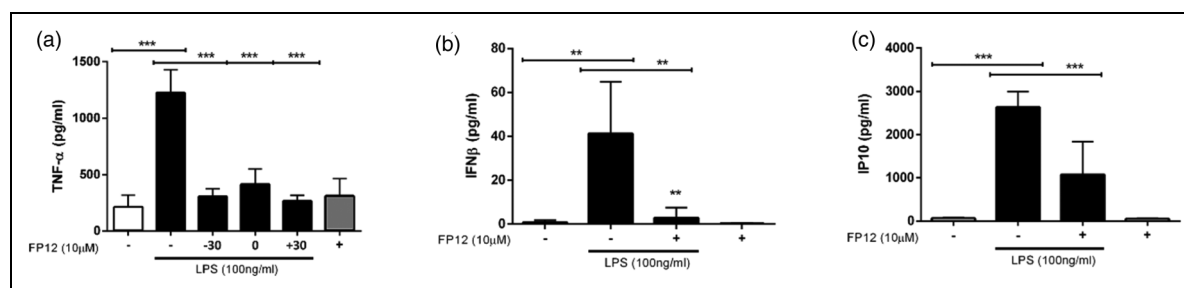 (a)
***
*** *** ***
1500
1000
500
0
TNF-α (pg/ml)
FP12 (10μM) - - -30 0 +30 +
LPS (100ng/ml)
(b)
**
**
80
60
40
20
0
IFNβ (pg/ml)
**
FP12 (10μM) - - + +
LPS (100ng/ml)
(c)
***
***
4000
3000
2000
1000
0
IP10 (pg/ml)
FP12 (10μM) - - + +
LPS (100ng/ml)